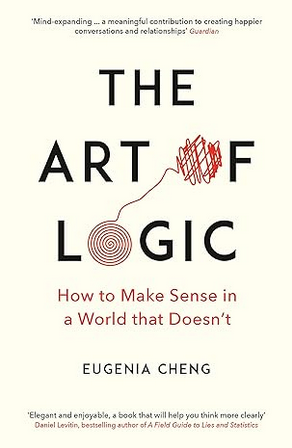 'Mind-expanding ... a meaningful contribution to creating happier
conversations and relationships' Guardian
THE
ART OF
LOGIC
How to Make Sense in
a World that Doesn't
EUGENIA CHENG
'Elegant and enjoyable, a book that will help you think more clearly'
Daniel Levitin, bestselling author of A Field Guide to Lies and Statistics